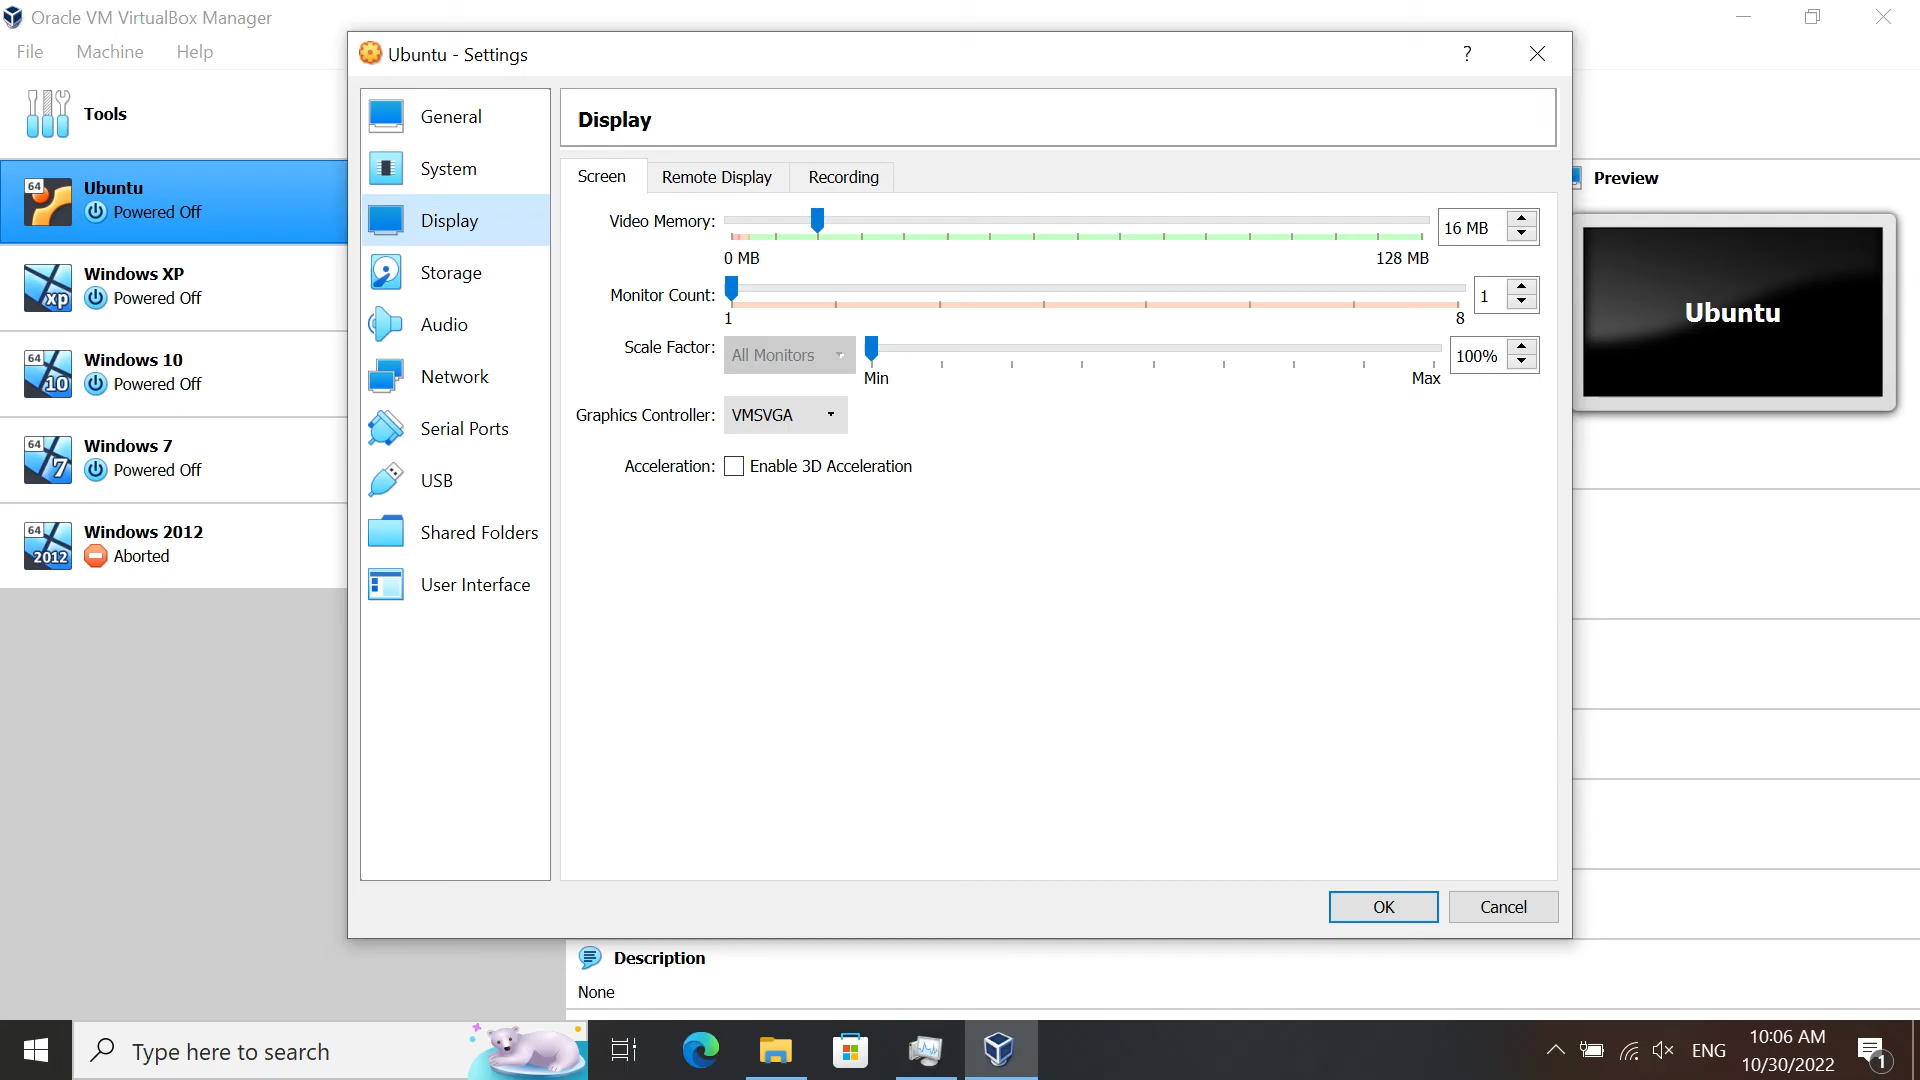 Oracle VM VirtualBox Manager
File Machine Help
Tools
64
Ubuntu
Powered Off
xp
Windows XP
Powered Off
64
10
Windows 10
Powered Off
64
7
Windows 7
Powered Off
64
2012
Windows 2012
Aborted
Ubuntu - Settings
?
General
System
Display
Storage
Audio
Network
Serial Ports
USB
Shared Folders
User Interface
Display
Screen Remote Display Recording
Video Memory: 16 MB
0 MB 128 MB
Monitor Count: 1
1 8
Scale Factor: All Monitors 100%
Min Max
Graphics Controller: VMSVGA
Acceleration: Enable 3D Acceleration
OK Cancel
Preview
Ubuntu
Description
None
Type here to search
ENG
10:06 AM
10/30/2022
1